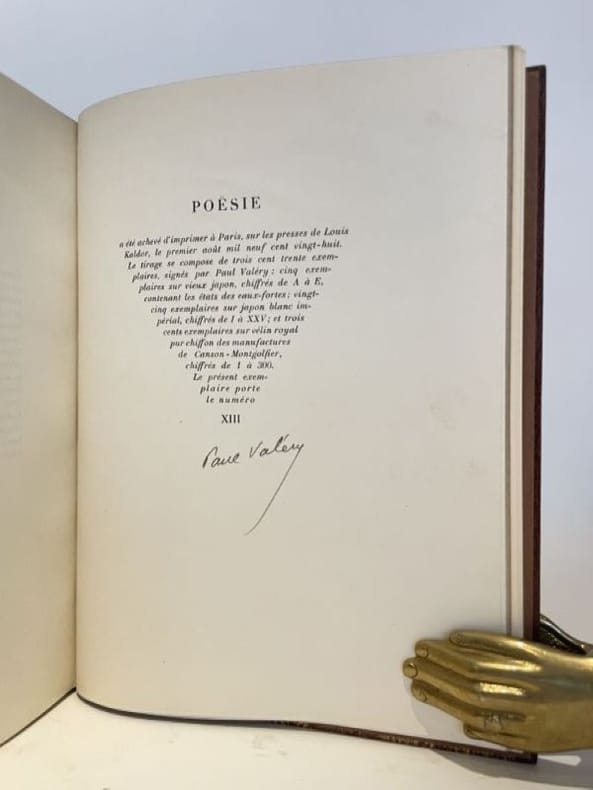 POÈSIE
a été achevé d'imprimer à Paris, sur les presses de Louis
Kaldor, le premier août mil neuf cent vingt-huit.
Le tirage se compose de trois cent trente exem-
plaires, signés par Paul Valéry : cinq exem-
plaires sur vieux japon, chiffrés de A à E,
contenant les états des eaux-fortes ; vingt-
cinq exemplaires sur japon blanc im-
périal, chiffrés de I à XXV ; et trois
cents exemplaires sur vélin royal
pur chiffon des manufactures
de Canson-Montgolfier,
chiffrés de 1 à 300.
Le présent exem-
plaire porte
le numéro
XIII
Paul Valéry